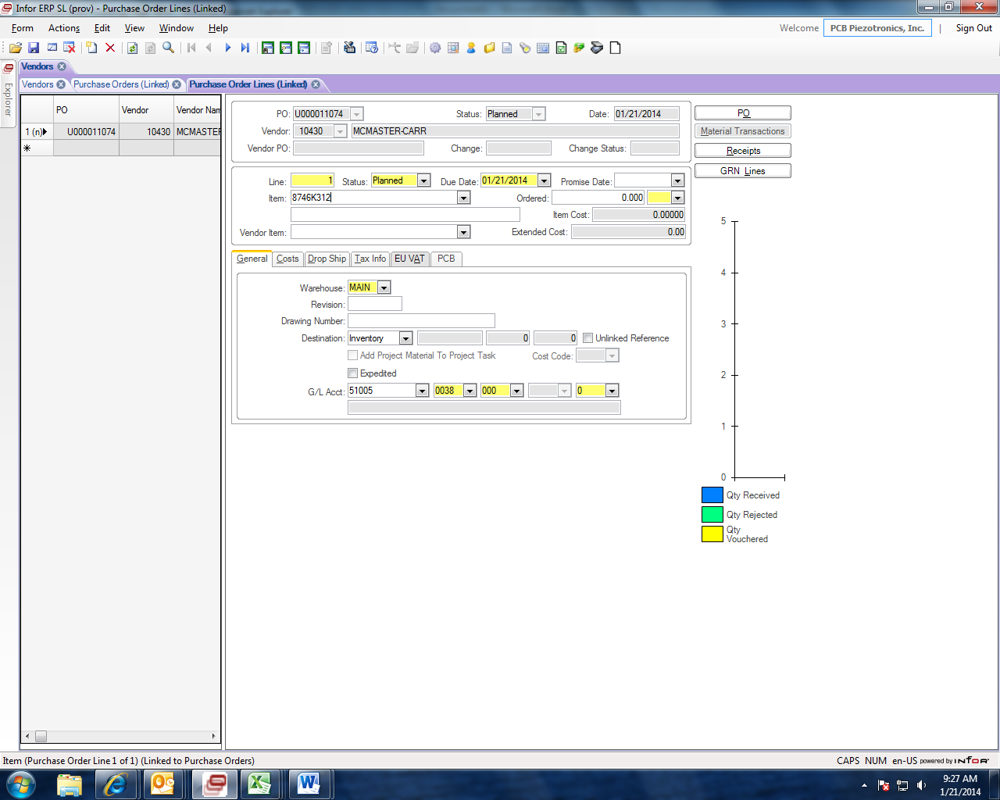 Infor ERP SL (prov) - Purchase Order Lines (Linked)
Form Actions Edit View Window Help
Welcome PCB Piezotronics, Inc. | Sign Out
Explorer
Vendors
Vendors Purchase Orders (Linked) Purchase Order Lines (Linked)
PO Vendor Vendor Nam
1 (n) U000011074 10430 MCMASTER
PO: U000011074 Status: Planned Date: 01/21/2014
Vendor: 10430 MCMASTER-CARR
Vendor PO: Change: Change Status:
PO
Material Transactions
Receipts
GRN Lines
Line: 1 Status: Planned Due Date: 01/21/2014 Promise Date:
Item: 8746K312 Ordered: 0.000
Item Cost: 0.00000
Vendor Item: Extended Cost: 0.00
General Costs Drop Ship Tax Info EU VAT PCB
Warehouse: MAIN
Revision:
Drawing Number:
Destination: Inventory 0 0 Unlinked Reference
Add Project Material To Project Task Cost Code:
Expedited
G/L Acct: 51005 0038 000 0
5
4
3
2
1
0
Qty Received
Qty Rejected
Qty
Vouchered
Item (Purchase Order Line 1 of 1) (Linked to Purchase Orders)
CAPS NUM en-US powered by infor
9:27 AM
1/21/2014